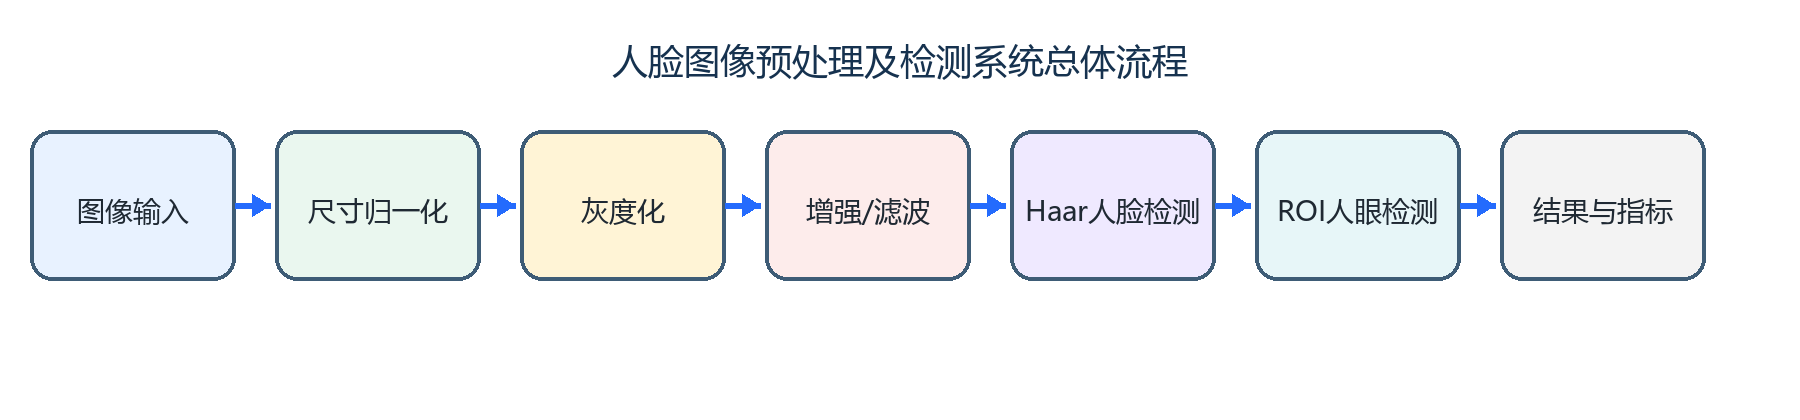 人脸图像预处理及检测系统总体流程
图像输入
尺寸归一化
灰度化
增强/滤波
Haar人脸检测
ROI人眼检测
结果与指标